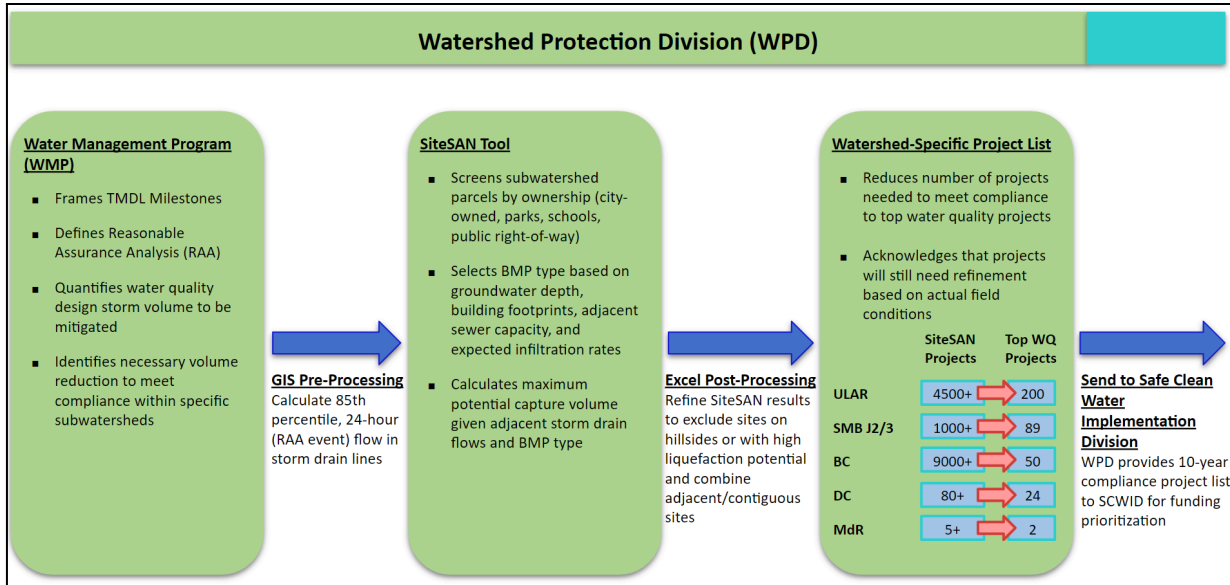 Watershed Protection Division (WPD)
Water Management Program
(WMP)
▪ Frames TMDL Milestones
▪ Defines Reasonable
Assurance Analysis (RAA)
▪ Quantifies water quality
design storm volume to be
mitigated
▪ Identifies necessary volume
reduction to meet
compliance within specific
subwatersheds
GIS Pre-Processing
Calculate 85th
percentile, 24-hour
(RAA event) flow in
storm drain lines
SiteSAN Tool
▪ Screens subwatershed
parcels by ownership (city-
owned, parks, schools,
public right-of-way)
▪ Selects BMP type based on
groundwater depth,
building footprints, adjacent
sewer capacity, and
expected infiltration rates
▪ Calculates maximum
potential capture volume
given adjacent storm drain
flows and BMP type
Excel Post-Processing
Refine SiteSAN results
to exclude sites on
hillsides or with high
liquefaction potential
and combine
adjacent/contiguous
sites
Watershed-Specific Project List
▪ Reduces number of projects
needed to meet compliance
to top water quality projects
▪ Acknowledges that projects
will still need refinement
based on actual field
conditions
SiteSAN Top WQ
Projects Projects
ULAR 4500+ 200
SMB J2/3 1000+ 89
BC 9000+ 50
DC 80+ 24
MdR 5+ 2
Send to Safe Clean
Water
Implementation
Division
WPD provides 10-year
compliance project list
to SCWID for funding
prioritization